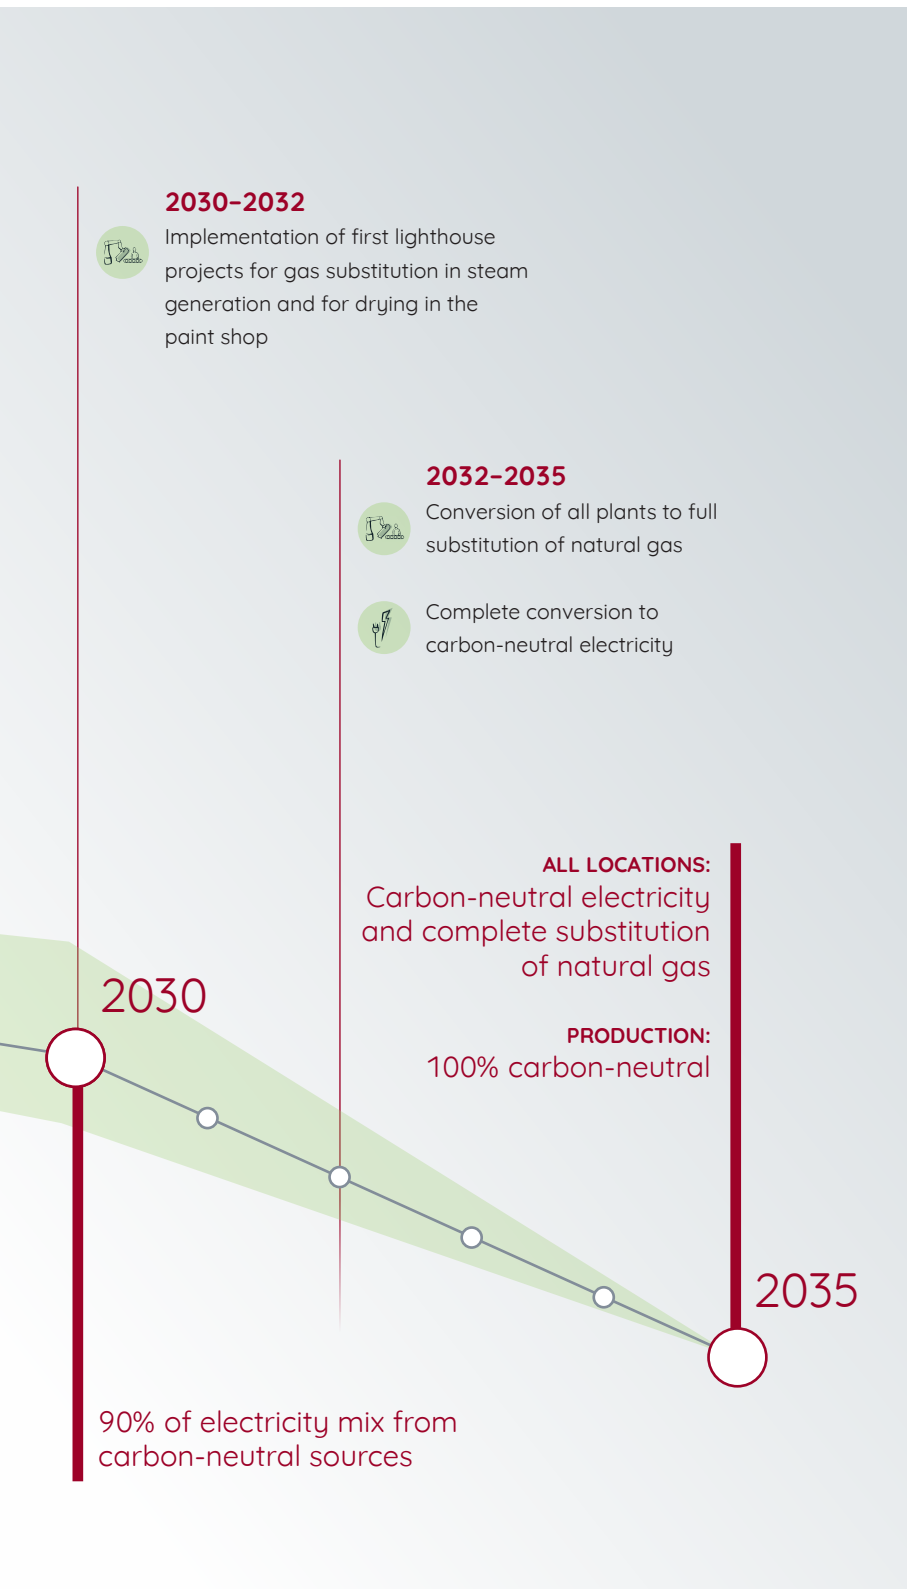 2030–2032
Implementation of first lighthouse
projects for gas substitution in steam
generation and for drying in the
paint shop
2032–2035
Conversion of all plants to full
substitution of natural gas
Complete conversion to
carbon-neutral electricity
ALL LOCATIONS:
Carbon-neutral electricity
and complete substitution
of natural gas
PRODUCTION:
100% carbon-neutral
2030
2035
90% of electricity mix from
carbon-neutral sources